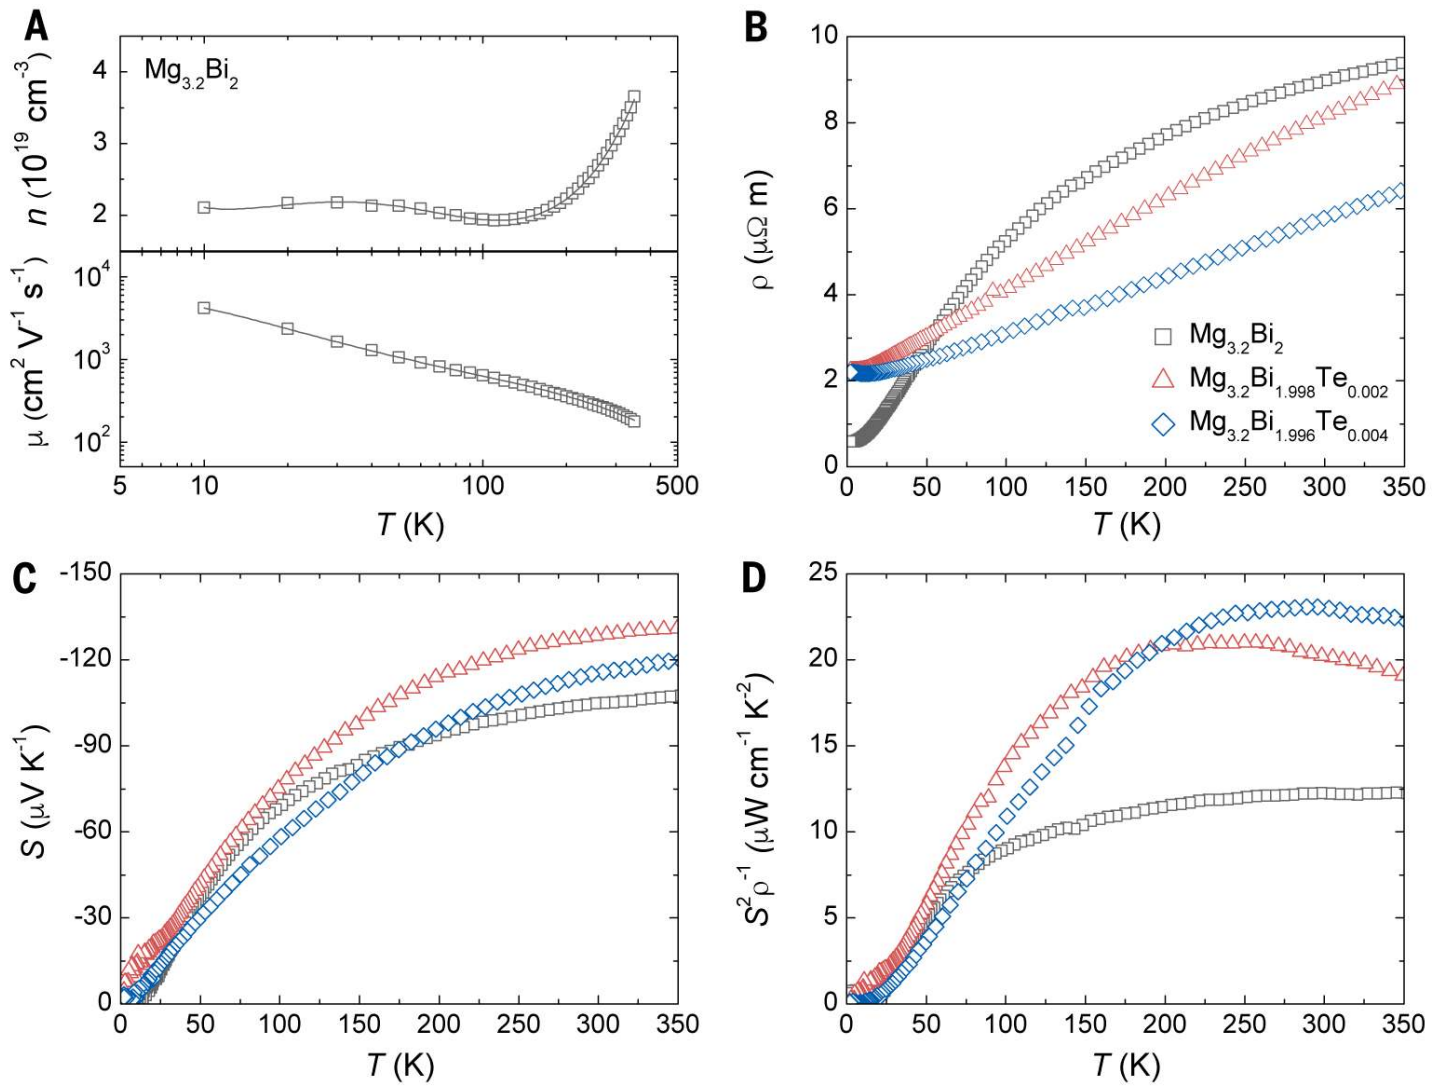 A
Mg3.2Bi2
n (10^19 cm^-3)
4
3
2
μ (cm^2 V^-1 s^-1)
10^4
10^3
10^2
5 10 100 500
T (K)
B
ρ (μΩ m)
10
8
6
4
2
0
Mg3.2Bi2
Mg3.2Bi1.998Te0.002
Mg3.2Bi1.996Te0.004
0 50 100 150 200 250 300 350
T (K)
C
S (μV K^-1)
-150
-120
-90
-60
-30
0
0 50 100 150 200 250 300 350
T (K)
D
S^2ρ^-1 (μW cm^-1 K^-2)
25
20
15
10
5
0
0 50 100 150 200 250 300 350
T (K)